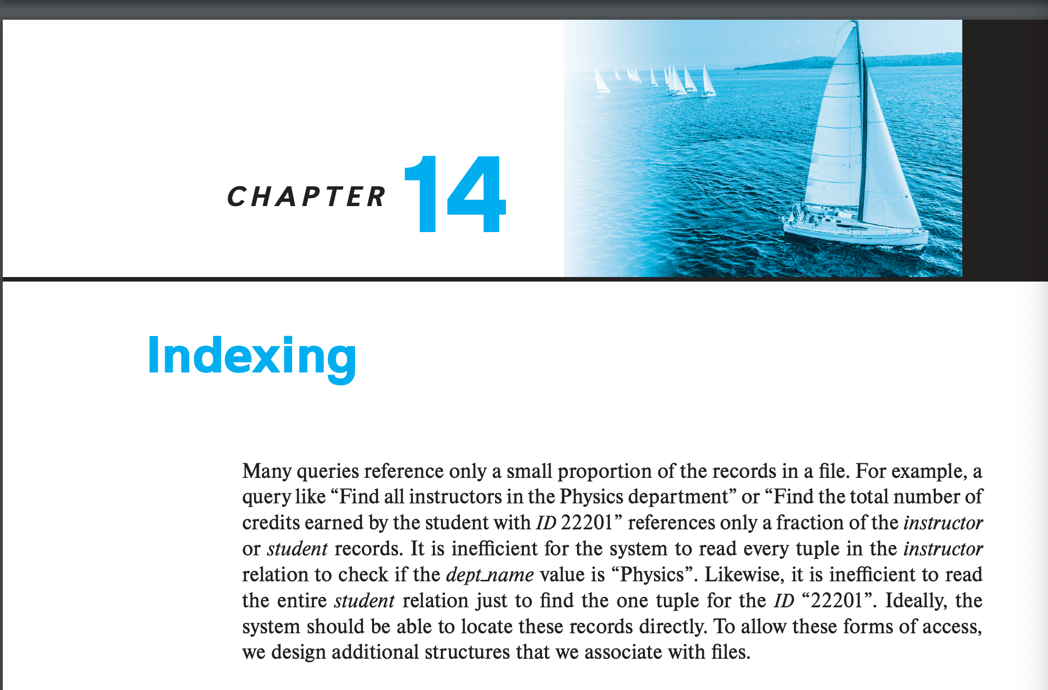 CHAPTER 14
Indexing
Many queries reference only a small proportion of the records in a file. For example, a
query like “Find all instructors in the Physics department” or “Find the total number of
credits earned by the student with ID 22201” references only a fraction of the instructor
or student records. It is inefficient for the system to read every tuple in the instructor
relation to check if the dept_name value is “Physics”. Likewise, it is inefficient to read
the entire student relation just to find the one tuple for the ID “22201”. Ideally, the
system should be able to locate these records directly. To allow these forms of access,
we design additional structures that we associate with files.